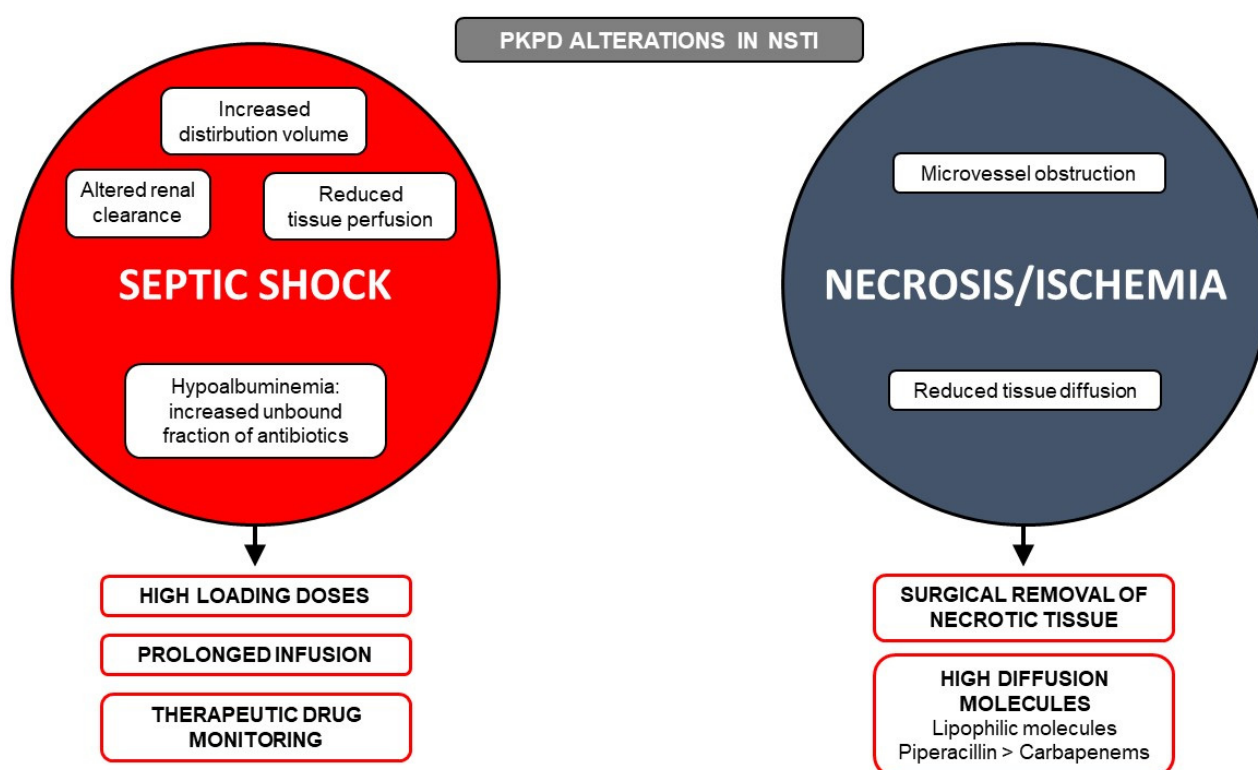 PKPD ALTERATIONS IN NSTI
Increased
distirbution volume
Altered renal
clearance
Reduced
tissue perfusion
SEPTIC SHOCK
Hypoalbuminemia:
increased unbound
fraction of antibiotics
HIGH LOADING DOSES
PROLONGED INFUSION
THERAPEUTIC DRUG
MONITORING
Microvessel obstruction
NECROSIS/ISCHEMIA
Reduced tissue diffusion
SURGICAL REMOVAL OF
NECROTIC TISSUE
HIGH DIFFUSION
MOLECULES
Lipophilic molecules
Piperacillin > Carbapenems